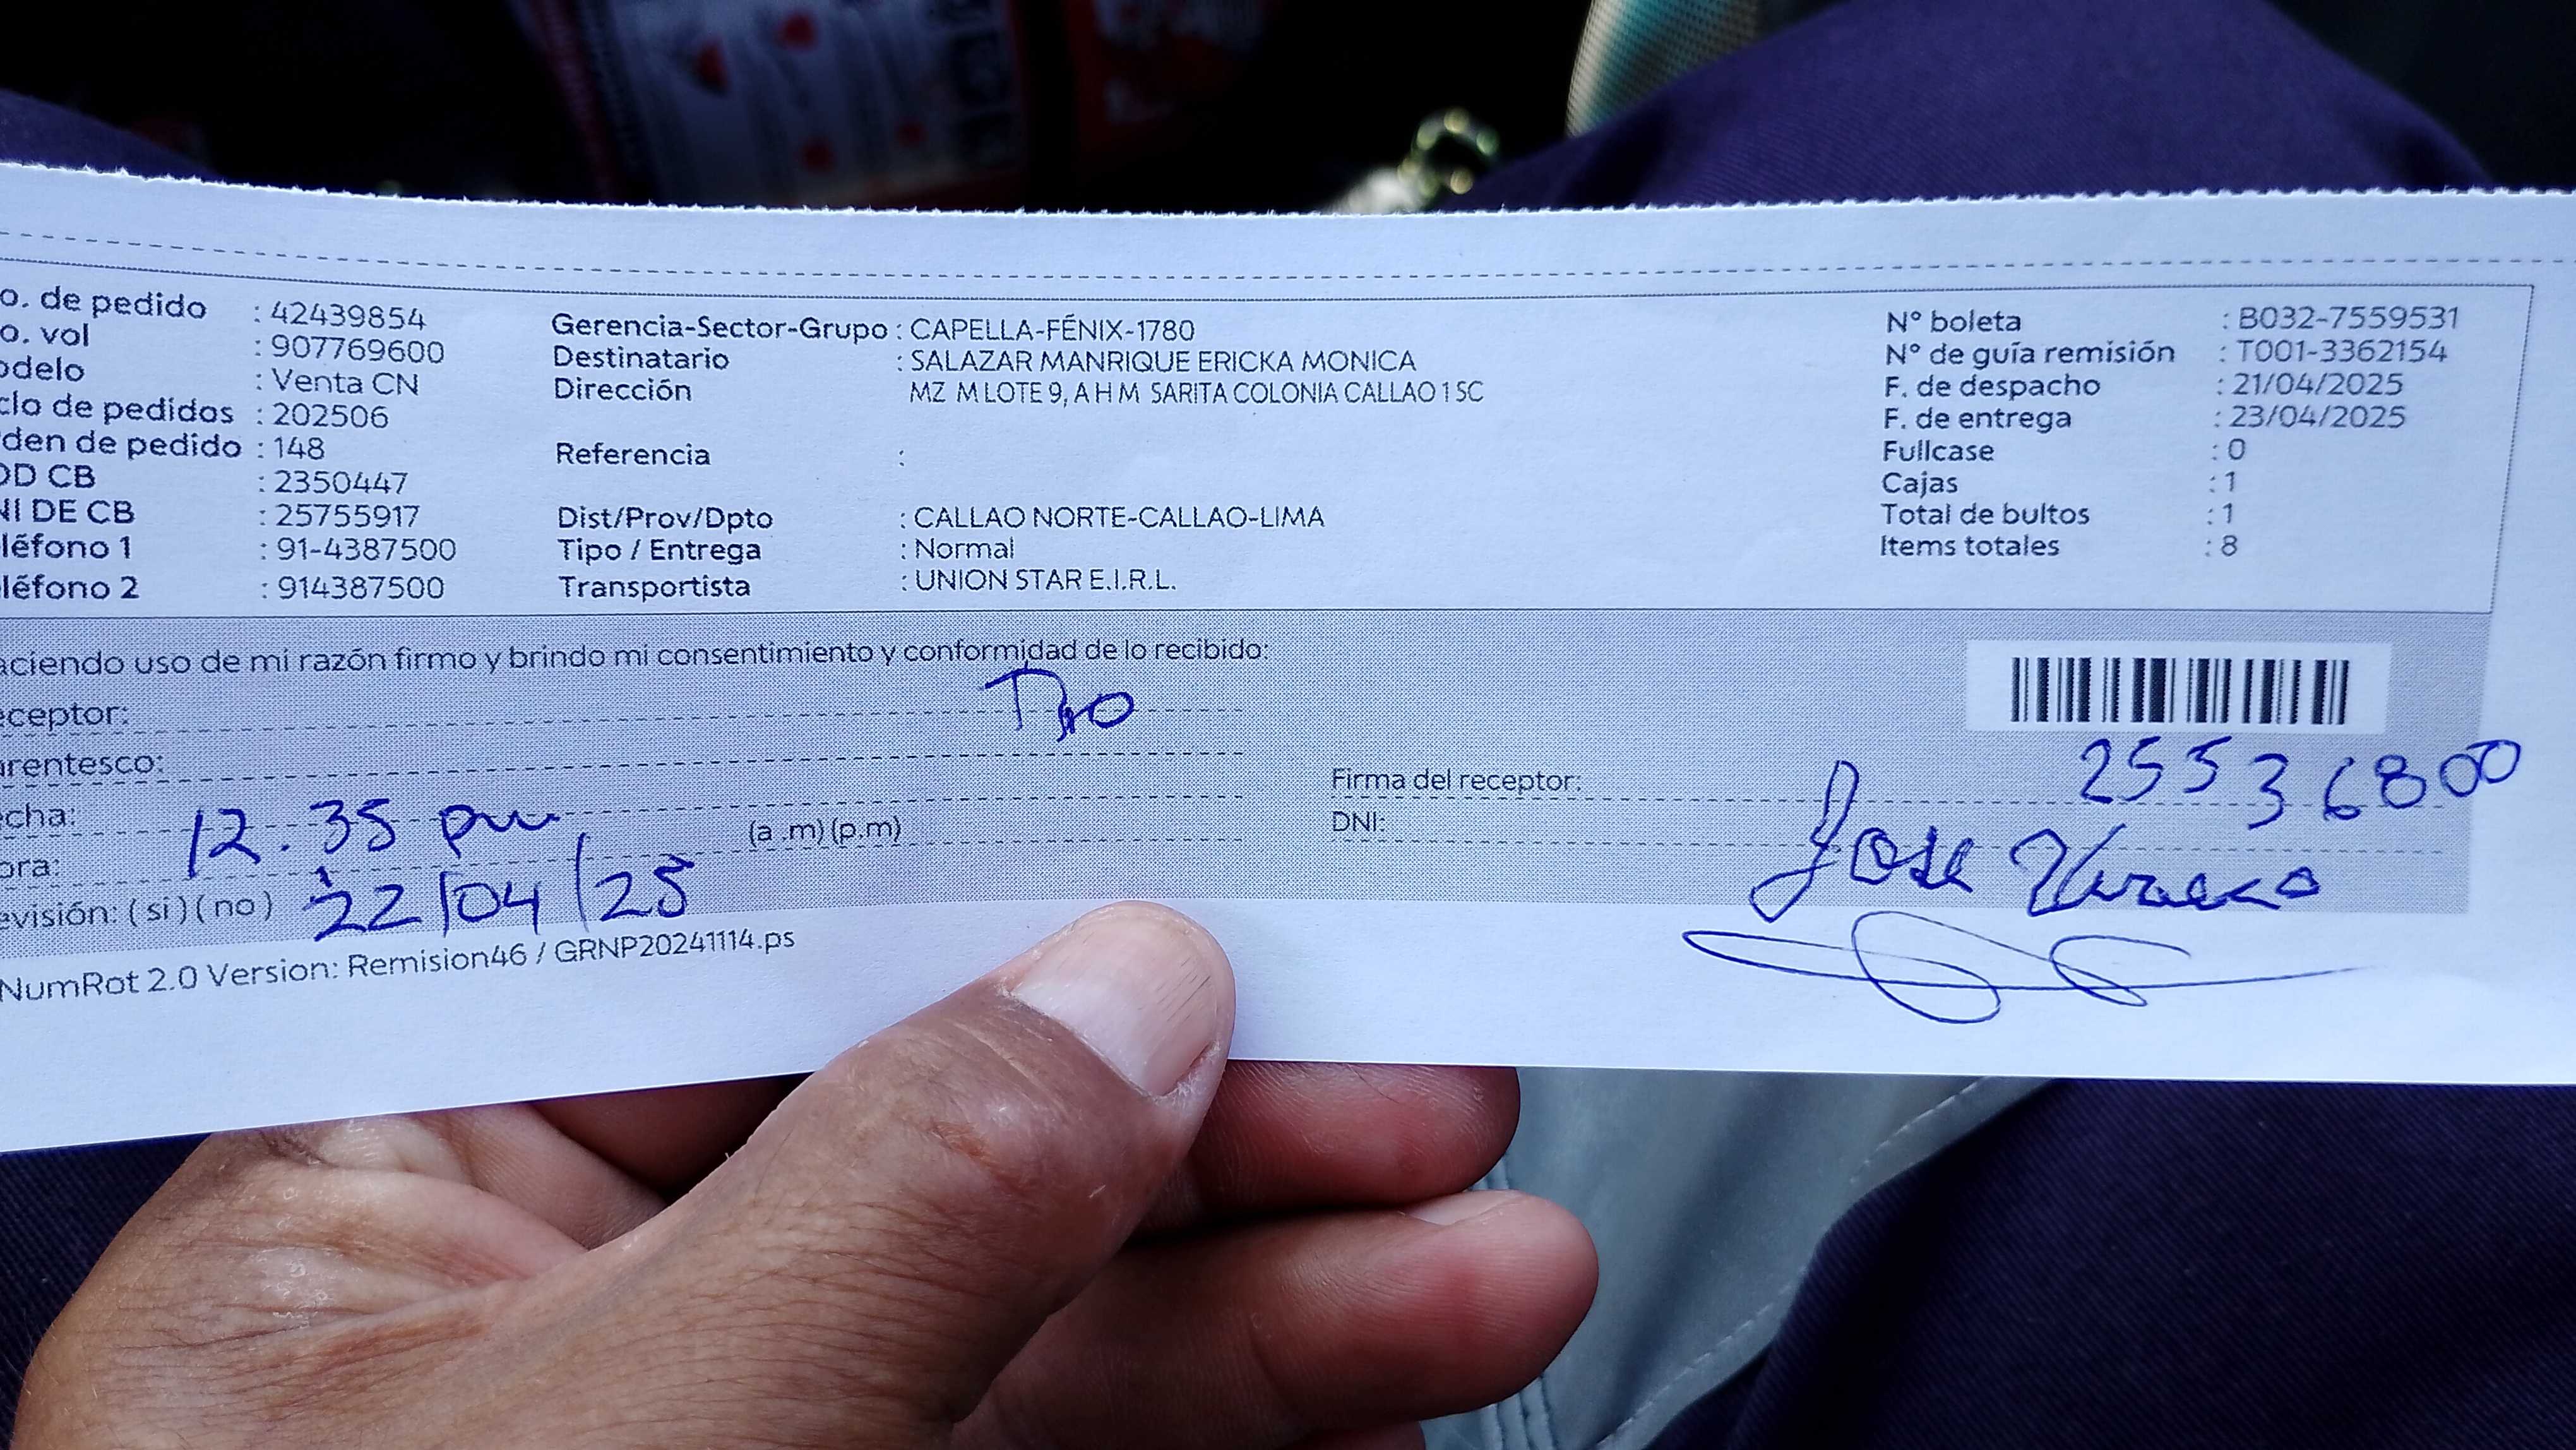 o. de pedido : 42439854
o. vol : 907769600
odelo : Venta CN
clo de pedidos : 202506
den de pedido : 148
OD CB : 2350447
NI DE CB : 25755917
léfono 1 : 91-4387500
léfono 2 : 914387500
Gerencia-Sector-Grupo : CAPELLA-FÉNIX-1780
Destinatario : SALAZAR MANRIQUE ERICKA MONICA
Dirección MZ M LOTE 9, A H M SARITA COLONIA CALLAO 1 SC
Referencia :
Dist/Prov/Dpto : CALLAO NORTE-CALLAO-LIMA
Tipo / Entrega : Normal
Transportista : UNION STAR E.I.R.L.
N° boleta : B032-7559531
N° de guía remisión : T001-3362154
F. de despacho : 21/04/2025
F. de entrega : 23/04/2025
Fullcase : 0
Cajas : 1
Total de bultos : 1
Items totales : 8
aciendo uso de mi razón firmo y brindo mi consentimiento y conformidad de lo recibido:
eceptor: Tio
arentesco:
echa: 12.35 pm
ora: (a .m) (p.m)
evisión: (si) (no) 22/04/25
Firma del receptor: 25536800
DNI: Jose
NumRot 2.0 Version: Remision46 / GRNP20241114.ps